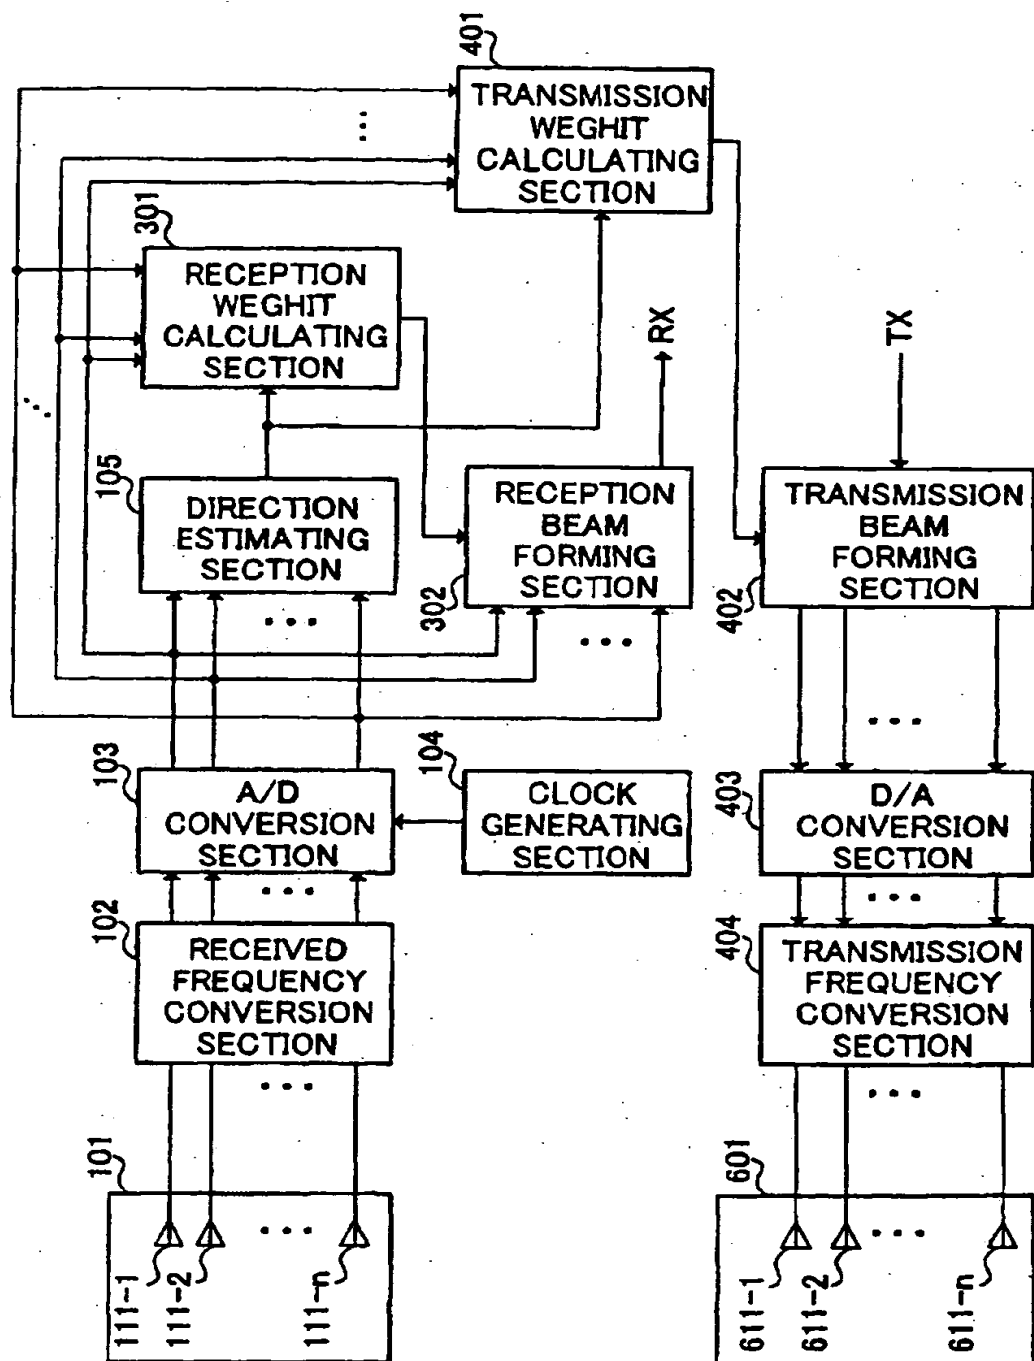 401
TRANSMISSION
WEGHIT
CALCULATING
SECTION
301
RECEPTION
WEGHIT
CALCULATING
SECTION
RX
TX
105
DIRECTION
ESTIMATING
SECTION
302
RECEPTION
BEAM
FORMING
SECTION
402
TRANSMISSION
BEAM
FORMING
SECTION
103
A/D
CONVERSION
SECTION
104
CLOCK
GENERATING
SECTION
403
D/A
CONVERSION
SECTION
102
RECEIVED
FREQUENCY
CONVERSION
SECTION
404
TRANSMISSION
FREQUENCY
CONVERSION
SECTION
101
111-1
111-2
111-n
601
611-1
611-2
611-n